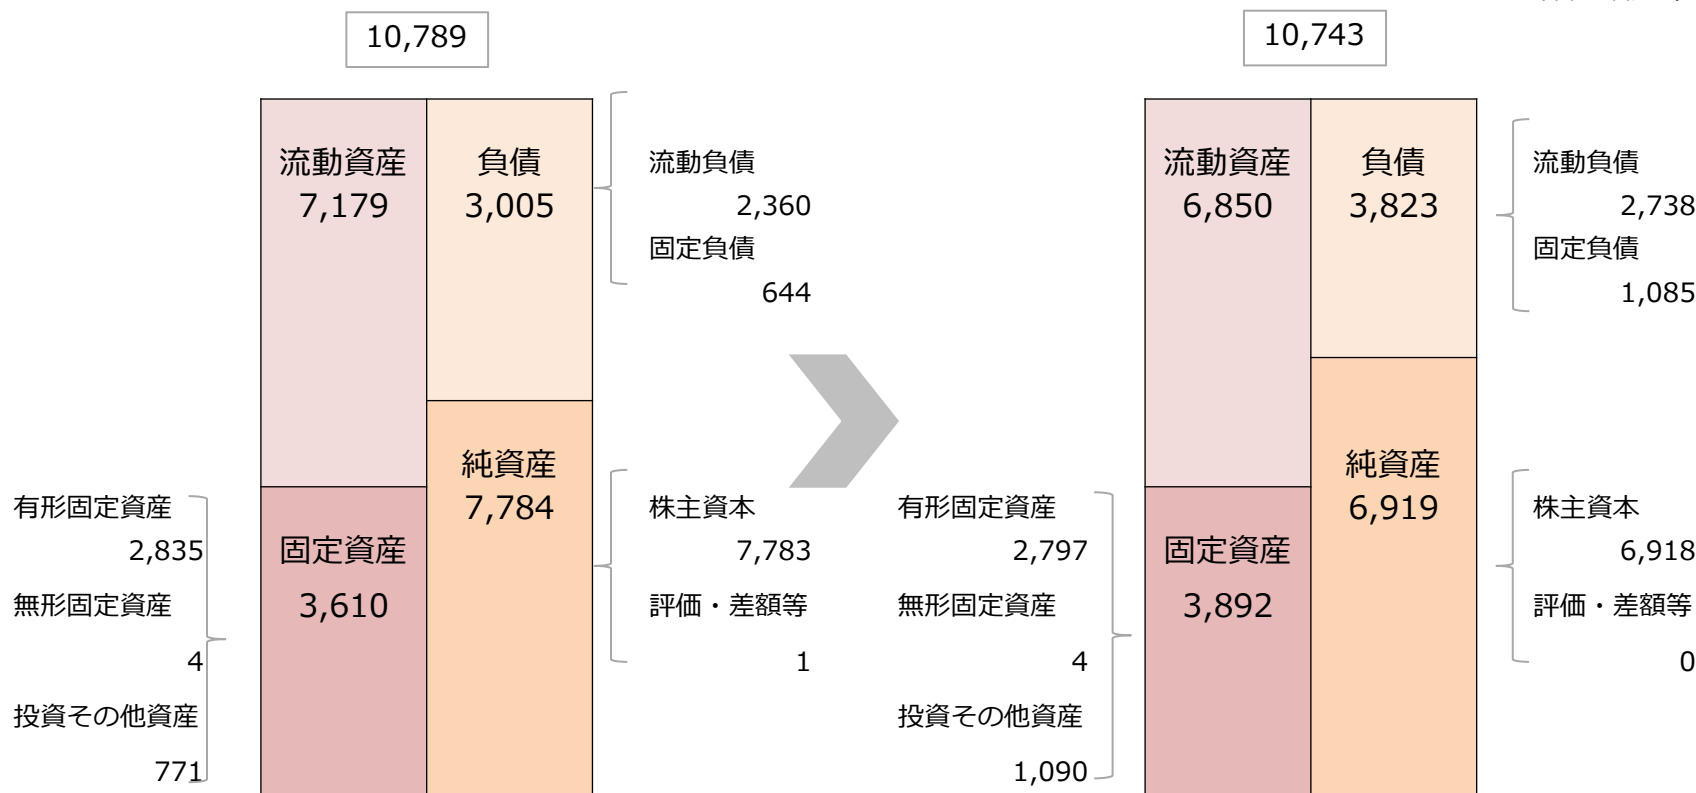 10,789
流動資産
7,179
負債
3,005
流動負債
2,360
固定負債
644
純資産
7,784
株主資本
7,783
評価・差額等
1
有形固定資産
2,835
無形固定資産
4
投資その他資産
771
固定資産
3,610
10,743
流動資産
6,850
負債
3,823
流動負債
2,738
固定負債
1,085
純資産
6,919
株主資本
6,918
評価・差額等
0
有形固定資産
2,797
無形固定資産
4
投資その他資産
1,090
固定資産
3,892